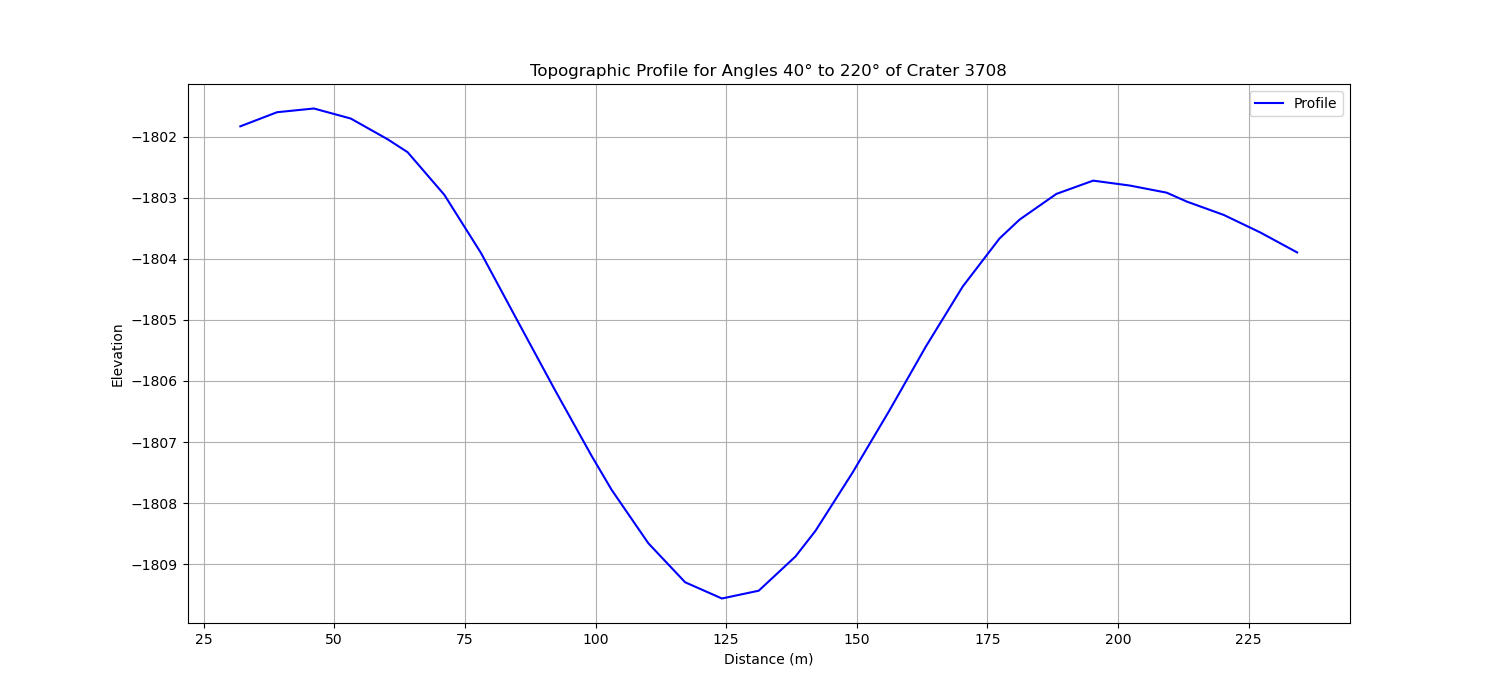 Topographic Profile for Angles 40° to 220° of Crater 3708
Profile
−1802
−1803
−1804
−1805
−1806
−1807
−1808
−1809
Elevation
25 50 75 100 125 150 175 200 225
Distance (m)